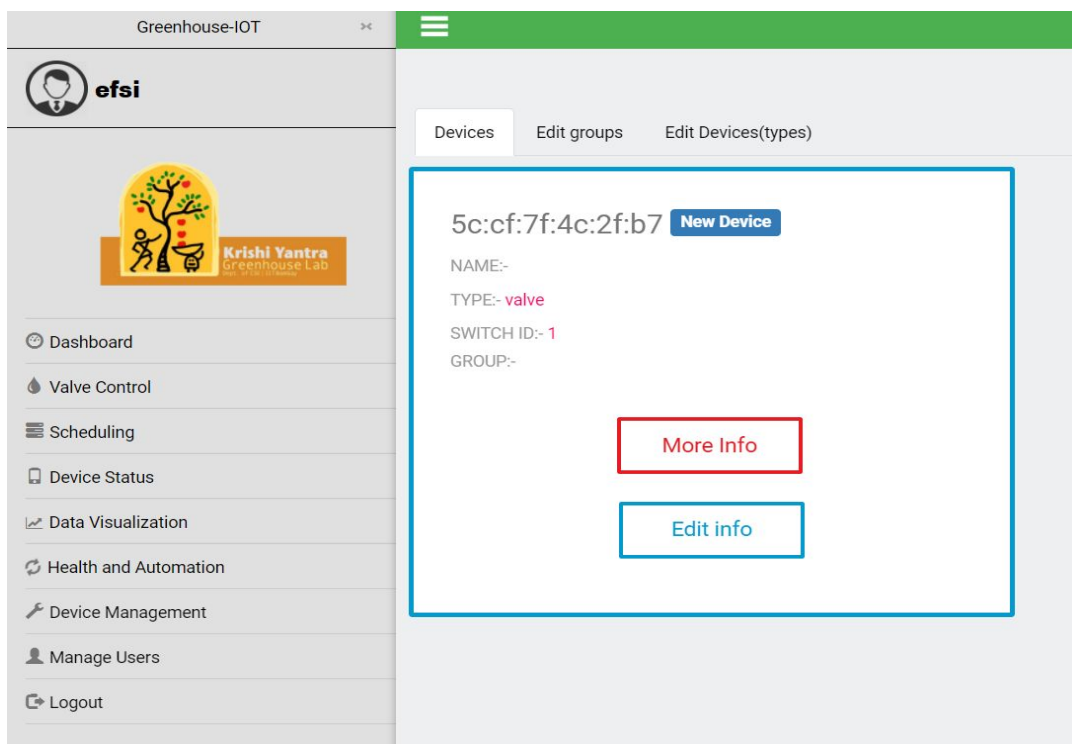 Greenhouse-IOT
efsi
Krishi Yantra
Greenhouse Lab
Dashboard
Valve Control
Scheduling
Device Status
Data Visualization
Health and Automation
Device Management
Manage Users
Logout
Devices
Edit groups
Edit Devices(types)
5c:cf:7f:4c:2f:b7 New Device
NAME:-
TYPE:- valve
SWITCH ID:- 1
GROUP:-
More Info
Edit info